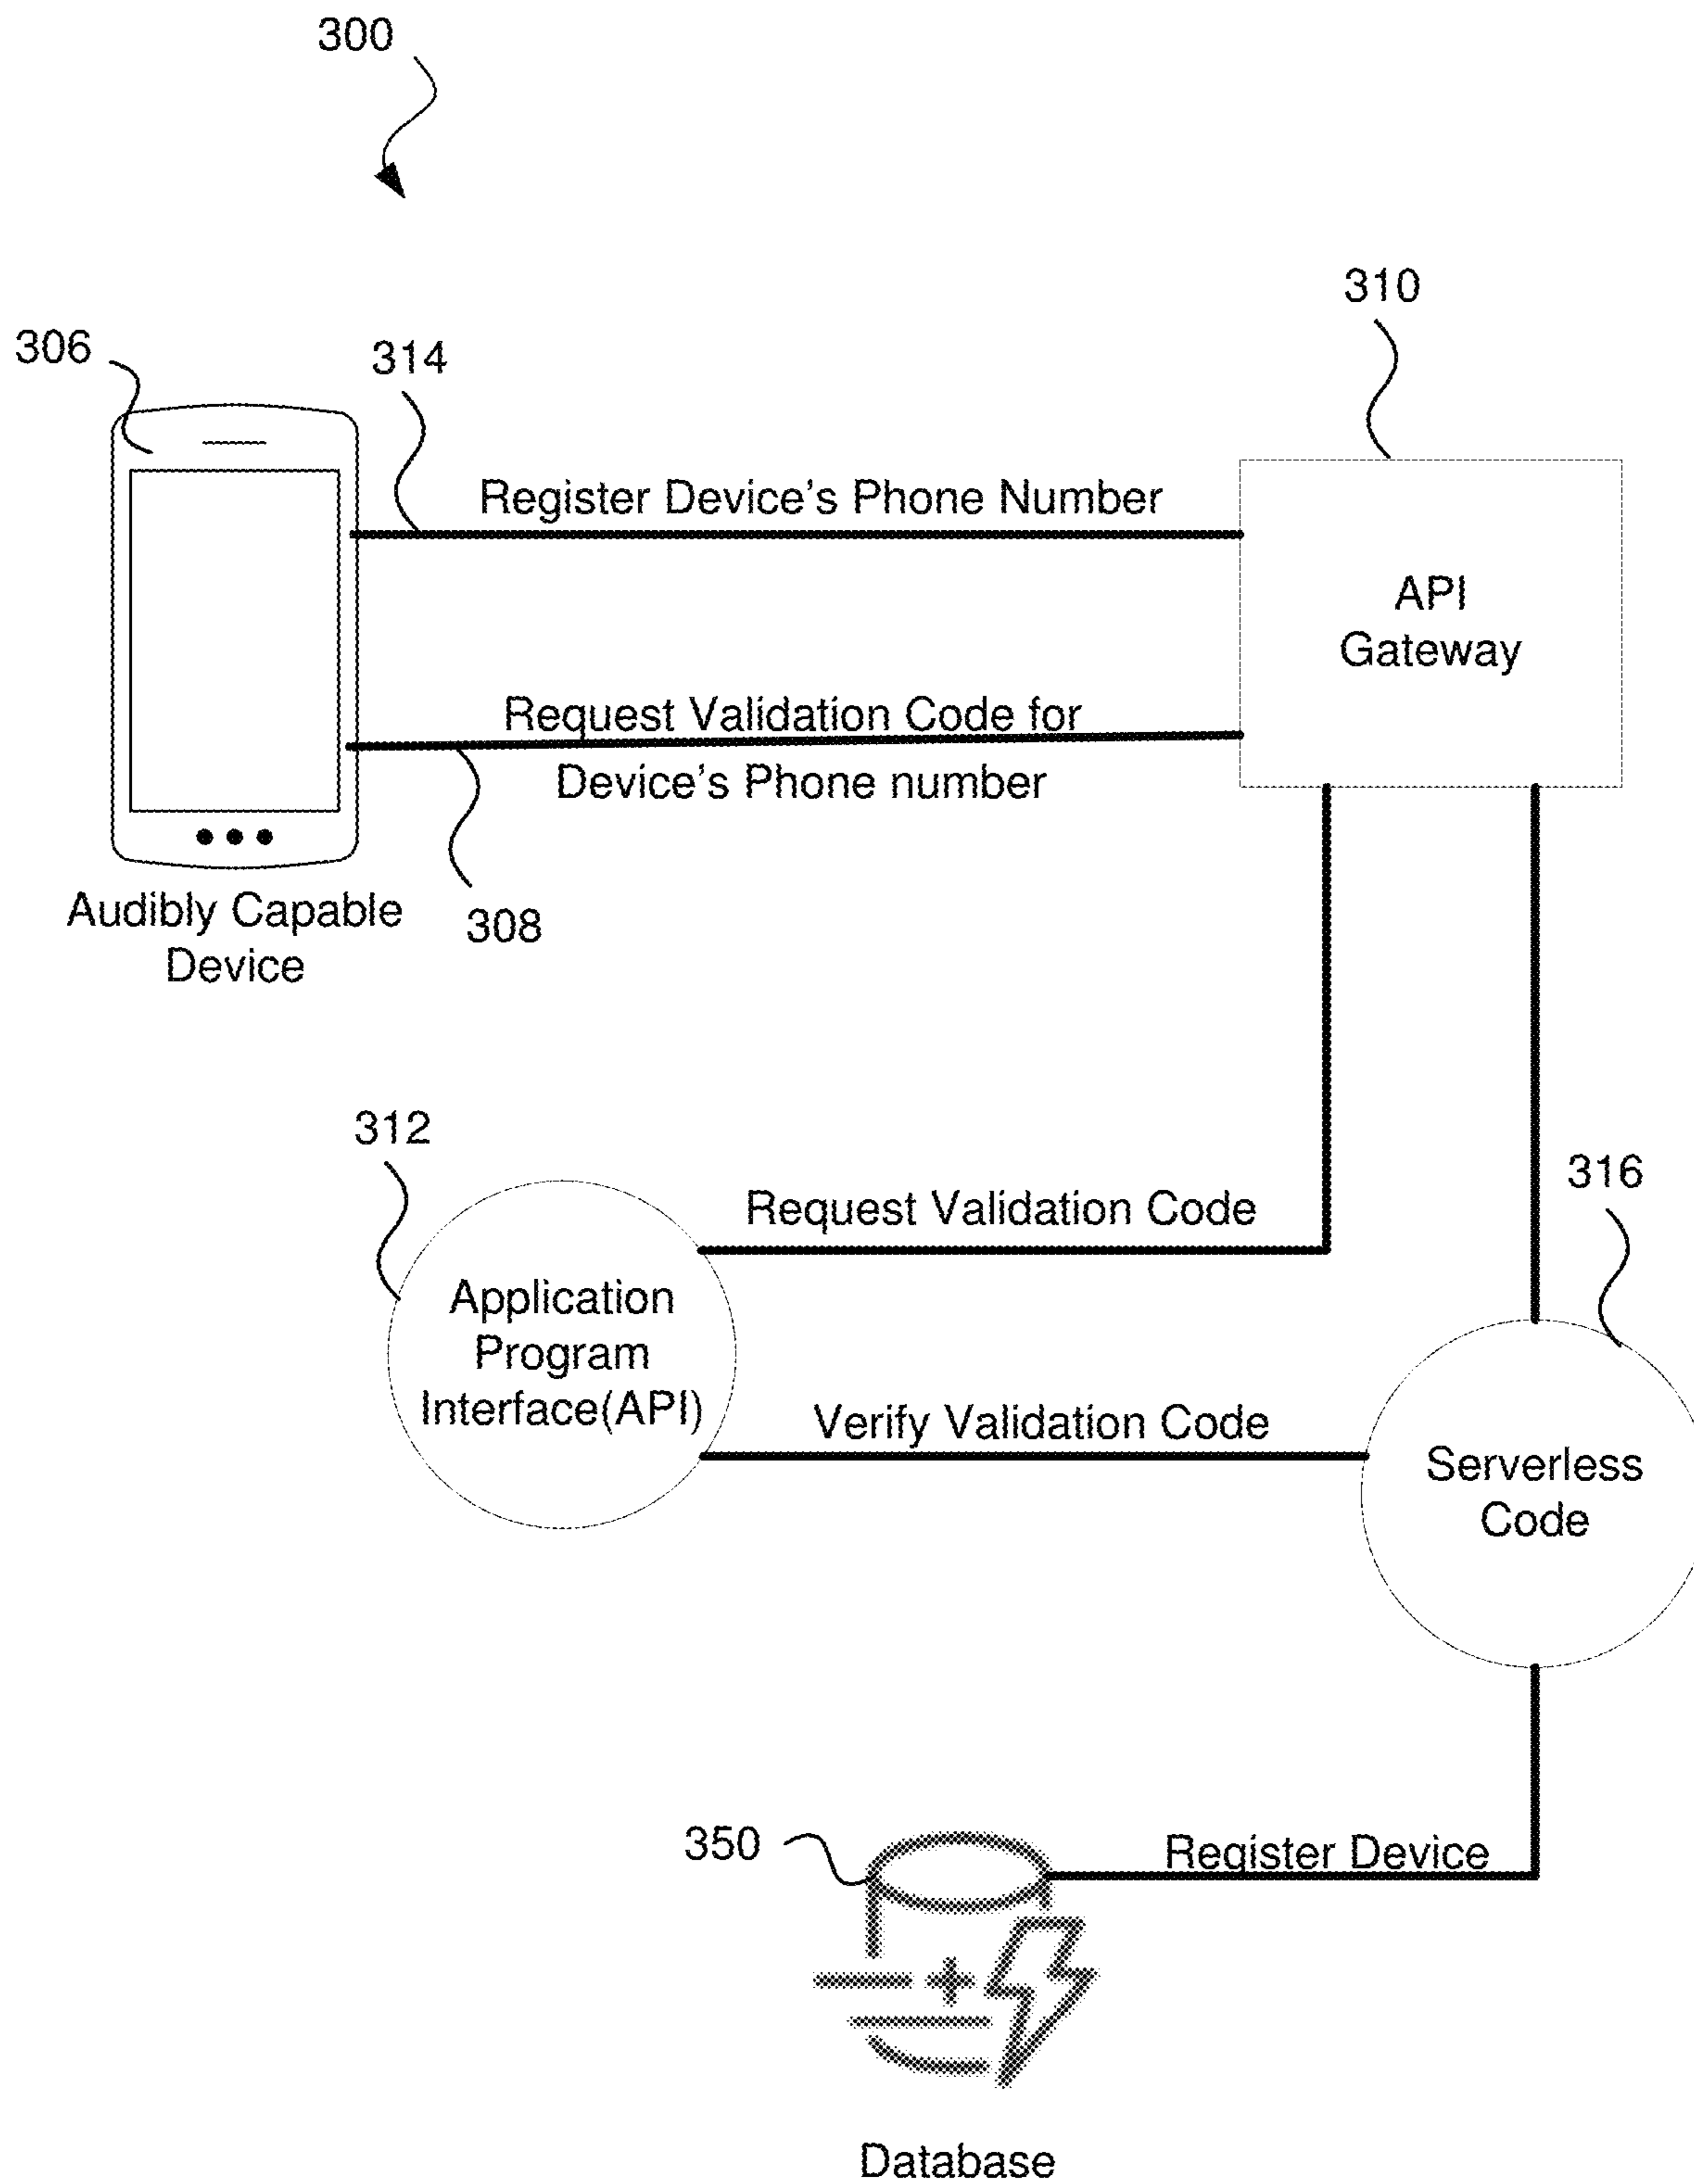 300
310
306
314
Register Device's Phone Number
API
Gateway
Request Validation Code for
Device's Phone number
Audibly Capable
Device
308
312
316
Request Validation Code
Application
Program
Interface(API)
Verify Validation Code
Serverless
Code
350
Register Device
Database